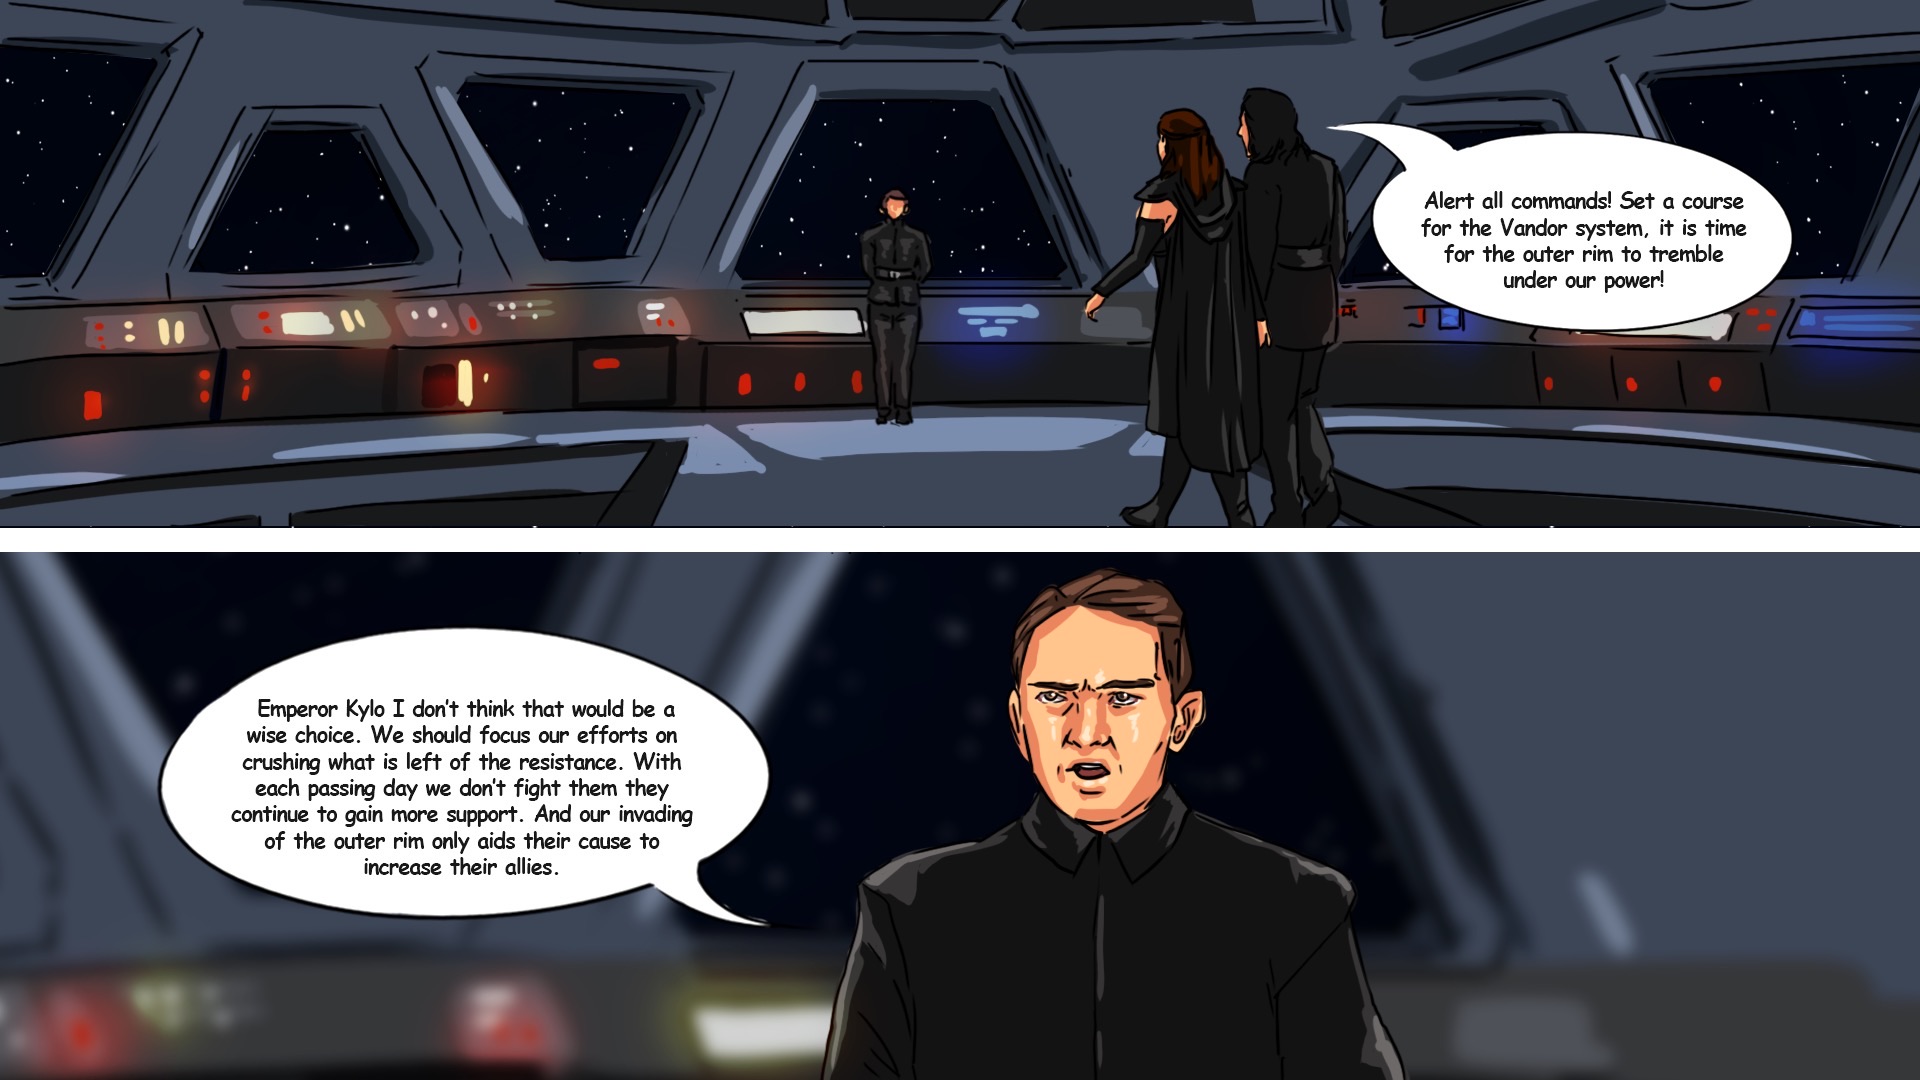 Alert all commands! Set a course
for the Vandor system, it is time
for the outer rim to tremble
under our power!
Emperor Kylo I don't think that would be a
wise choice. We should focus our efforts on
crushing what is left of the resistance. With
each passing day we don't fight them they
continue to gain more support. And our invading
of the outer rim only aids their cause to
increase their allies.